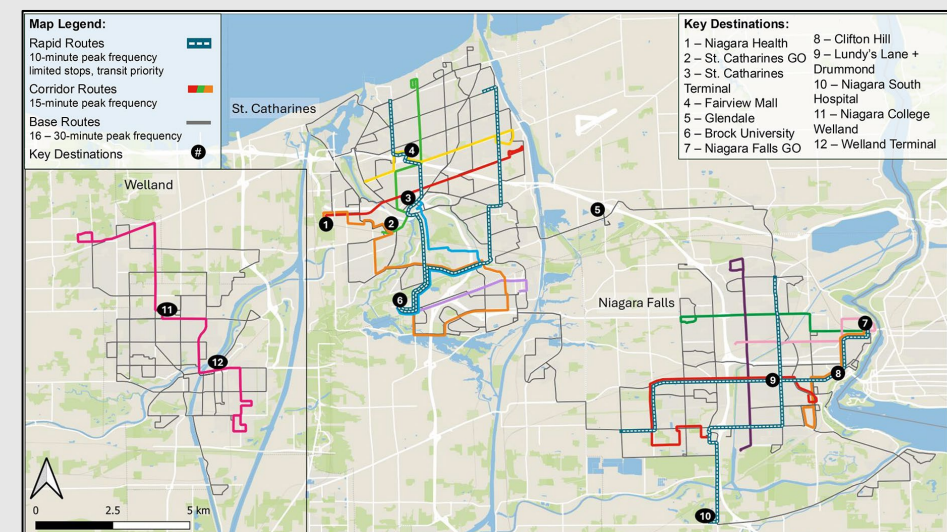 Map Legend:
Rapid Routes
10-minute peak frequency
limited stops, transit priority
Corridor Routes
15-minute peak frequency
Base Routes
16 – 30-minute peak frequency
Key Destinations #
Key Destinations:
1 – Niagara Health
2 – St. Catharines GO
3 – St. Catharines
Terminal
4 – Fairview Mall
5 – Glendale
6 – Brock University
7 – Niagara Falls GO
8 – Clifton Hill
9 – Lundy's Lane +
Drummond
10 – Niagara South
Hospital
11 – Niagara College
Welland
12 – Welland Terminal
St. Catharines
4
3
1
2
5
6
Welland
11
12
Niagara Falls
7
8
9
10
0 2.5 5 km